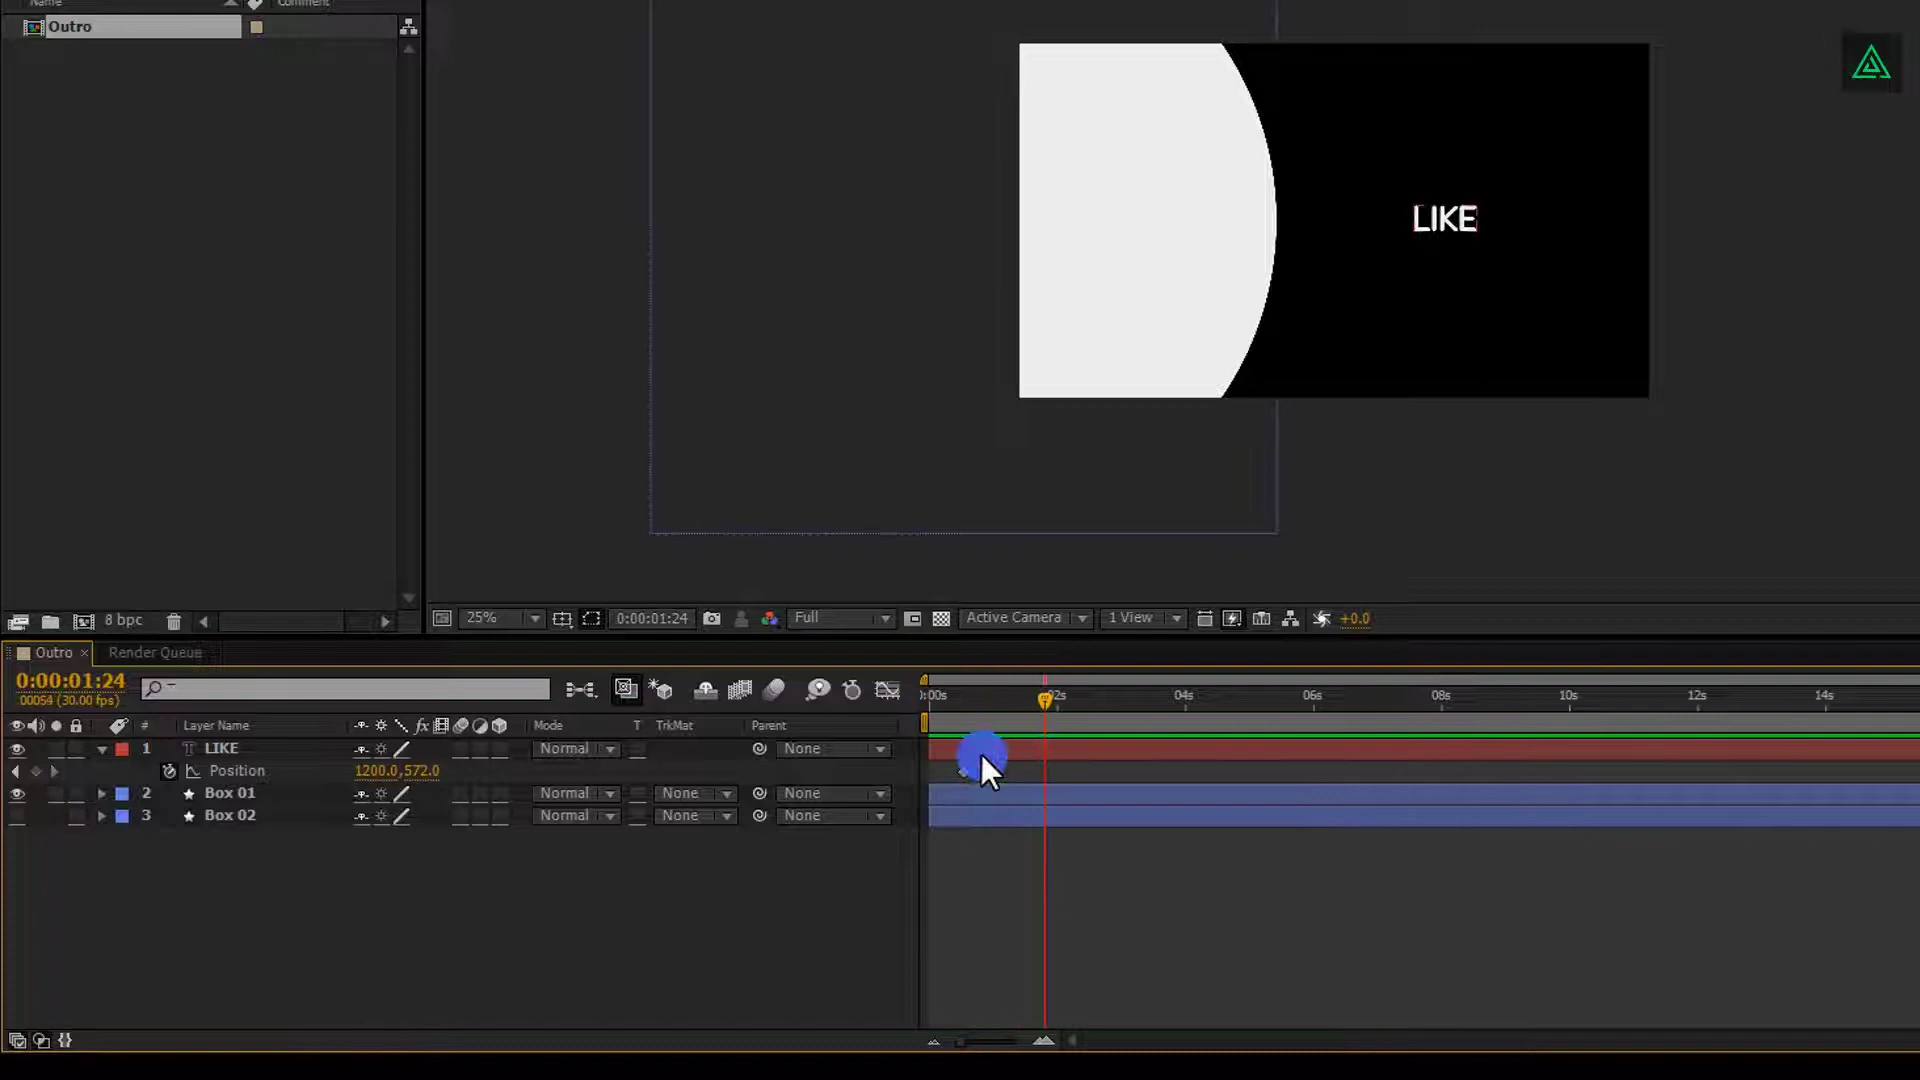 Name Comment
Outro
LIKE
8 bpc
25% 0:00:01:24 Full Active Camera 1 View +0.0
Outro × Render Queue
0:00:01:24
00054 (30.00 fps)
):00s 02s 04s 06s 08s 10s 12s 14s
# Layer Name fx Mode T TrkMat Parent
1 T LIKE Normal None
Position 1200.0,572.0
2 Box 01 Normal None None
3 Box 02 Normal None None